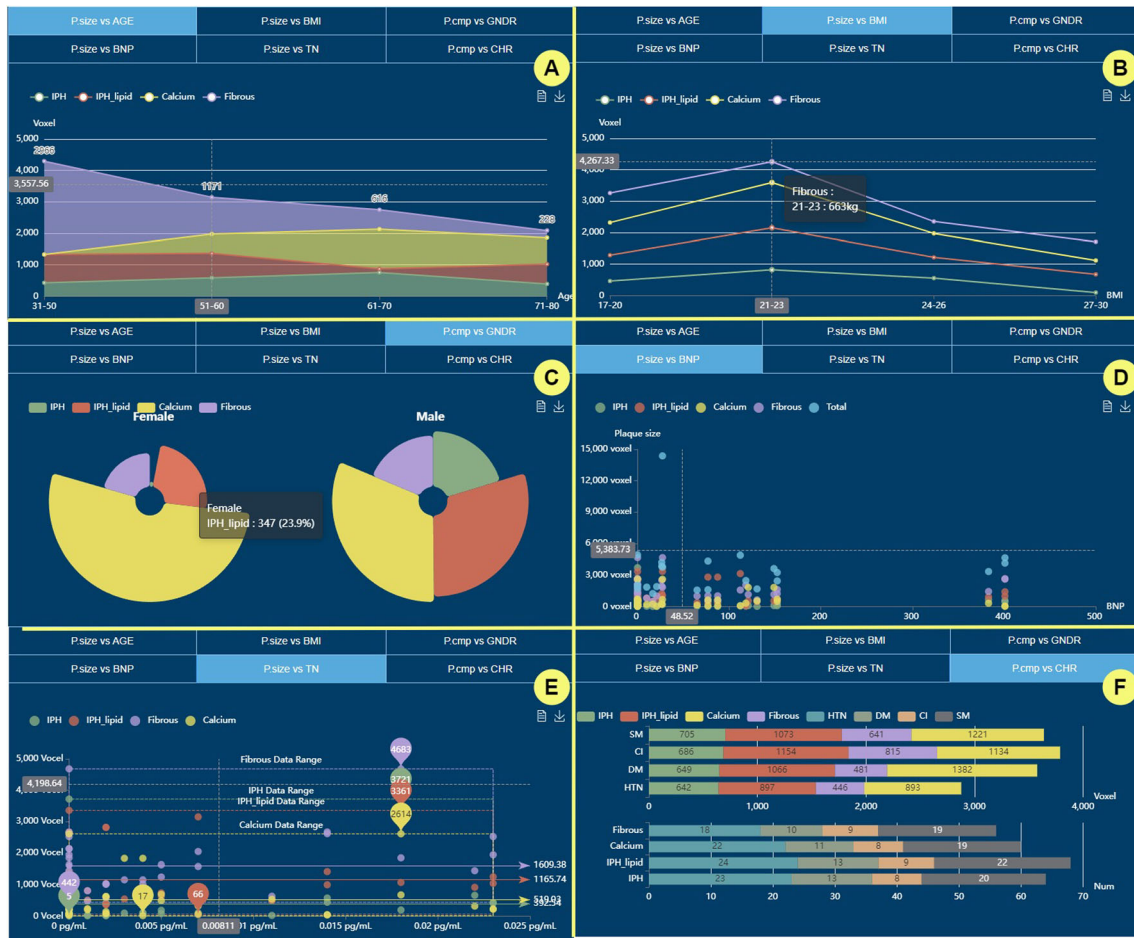 P.size vs AGE P.size vs BMI P.cmp vs GNDR
P.size vs BNP P.size vs TN P.cmp vs CHR
A
IPH IPH_lipid Calcium Fibrous
Voxel
5,000
2966
4,000
3,557.56
1171
3,000
616
228
2,000
1,000
0
31-50 51-60 61-70 71-80
Age
P.size vs AGE P.size vs BMI P.cmp vs GNDR
P.size vs BNP P.size vs TN P.cmp vs CHR
B
IPH IPH_lipid Calcium Fibrous
Voxel
5,000
4,267.33
4,000
Fibrous :
21-23 : 663kg
3,000
2,000
1,000
0
17-20 21-23 24-26 27-30
BMI
P.size vs AGE P.size vs BMI P.cmp vs GNDR
P.size vs BNP P.size vs TN P.cmp vs CHR
C
IPH IPH_lipid Calcium Fibrous
Female Male
Female
IPH_lipid : 347 (23.9%)
P.size vs AGE P.size vs BMI P.cmp vs GNDR
P.size vs BNP P.size vs TN P.cmp vs CHR
D
IPH IPH_lipid Calcium Fibrous Total
Plaque size
15,000 voxel
12,000 voxel
9,000 voxel
6,000 voxel
5,383.73
3,000 voxel
0 voxel
0 48.52 100 200 300 400 500
BNP
P.size vs AGE P.size vs BMI P.cmp vs GNDR
P.size vs BNP P.size vs TN P.cmp vs CHR
E
IPH IPH_lipid Fibrous Calcium
4683
5,000 Vocel
Fibrous Data Range
3721
4,198.64
IPH Data Range
3361
IPH_lipid Data Range
3,000 Vocel
2614
Calcium Data Range
2,000 Vocel
1609.38
1165.74
442
1,000 Vocel
5 17 66
0 Vocel
0 pg/mL 0.005 pg/mL 0.00811 0.015 pg/mL 0.02 pg/mL 0.025 pg/mL
P.size vs AGE P.size vs BMI P.cmp vs GNDR
P.size vs BNP P.size vs TN P.cmp vs CHR
F
IPH IPH_lipid Calcium Fibrous HTN DM CI SM
SM 705 1073 641 1221
CI 686 1154 815 1134
DM 649 1066 481 1382
HTN 642 897 446 893
0 1,000 2,000 3,000 4,000
Voxel
Fibrous 18 10 9 19
Calcium 22 11 8 19
IPH_lipid 24 13 9 22
IPH 23 13 8 20
0 10 20 30 40 50 60 70
Num